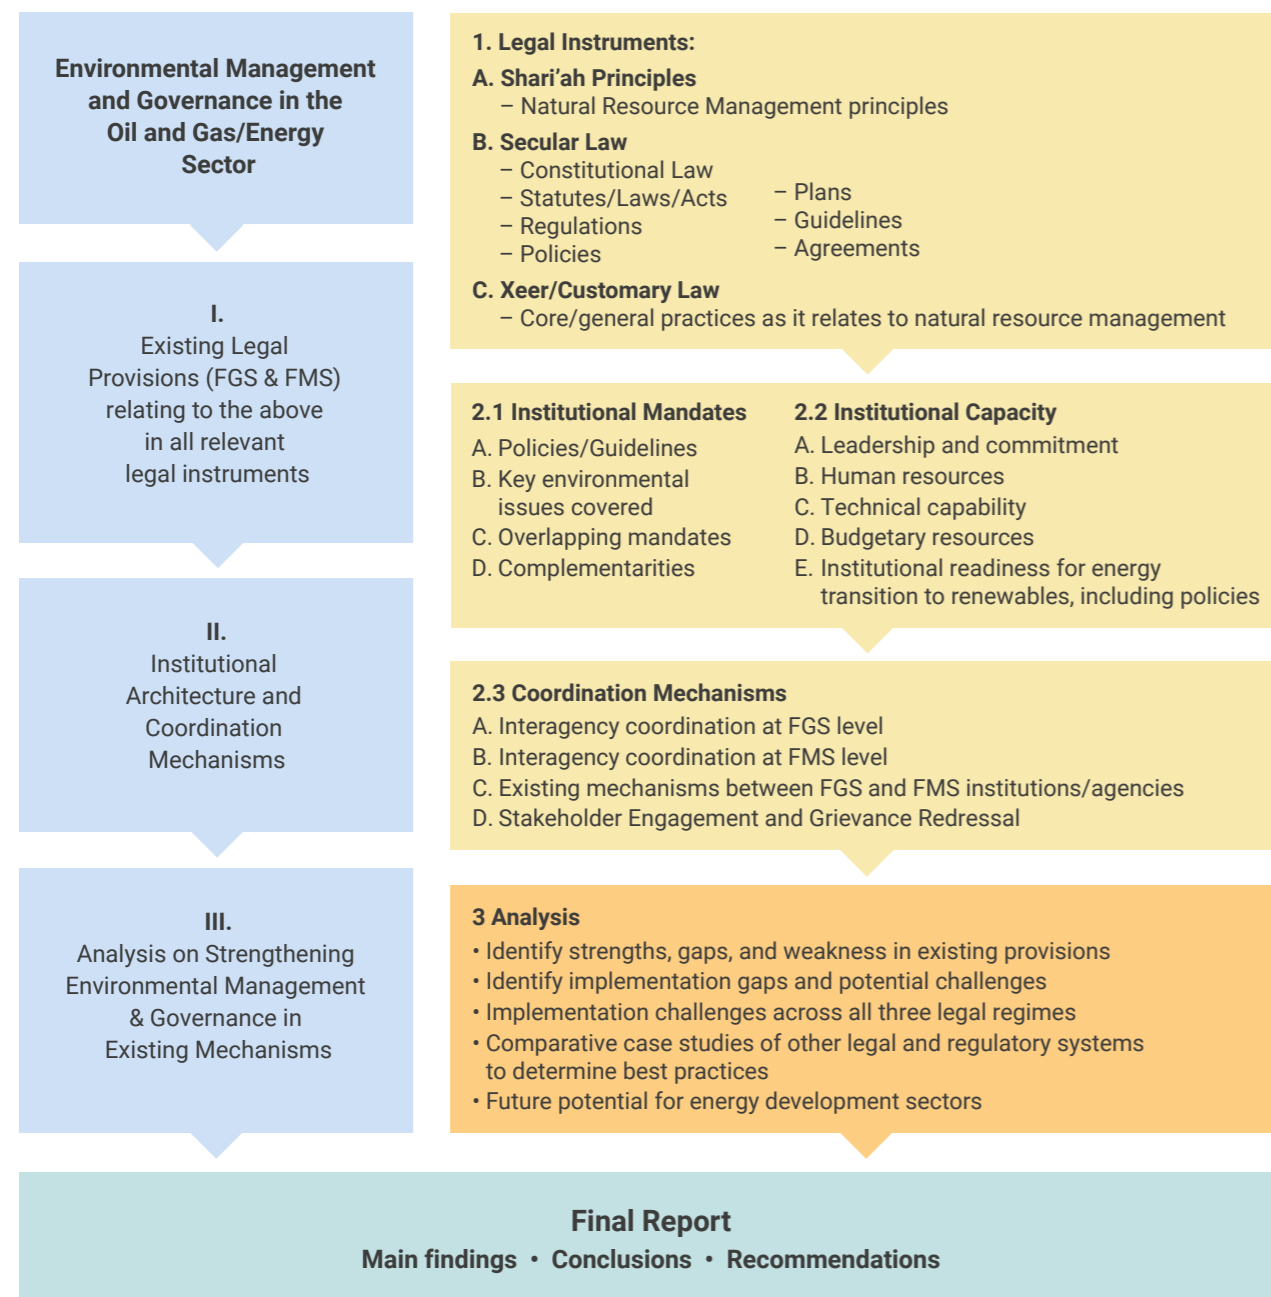 Environmental Management
and Governance in the
Oil and Gas/Energy
Sector
I.
Existing Legal
Provisions (FGS & FMS)
relating to the above
in all relevant
legal instruments
II.
Institutional
Architecture and
Coordination
Mechanisms
III.
Analysis on Strengthening
Environmental Management
& Governance in
Existing Mechanisms
1. Legal Instruments:
A. Shari’ah Principles
– Natural Resource Management principles
B. Secular Law
– Constitutional Law
– Statutes/Laws/Acts
– Regulations
– Policies
– Plans
– Guidelines
– Agreements
C. Xeer/Customary Law
– Core/general practices as it relates to natural resource management
2.1 Institutional Mandates
A. Policies/Guidelines
B. Key environmental
issues covered
C. Overlapping mandates
D. Complementarities
2.2 Institutional Capacity
A. Leadership and commitment
B. Human resources
C. Technical capability
D. Budgetary resources
E. Institutional readiness for energy
transition to renewables, including policies
2.3 Coordination Mechanisms
A. Interagency coordination at FGS level
B. Interagency coordination at FMS level
C. Existing mechanisms between FGS and FMS institutions/agencies
D. Stakeholder Engagement and Grievance Redressal
3 Analysis
• Identify strengths, gaps, and weakness in existing provisions
• Identify implementation gaps and potential challenges
• Implementation challenges across all three legal regimes
• Comparative case studies of other legal and regulatory systems
to determine best practices
• Future potential for energy development sectors
Final Report
Main findings • Conclusions • Recommendations